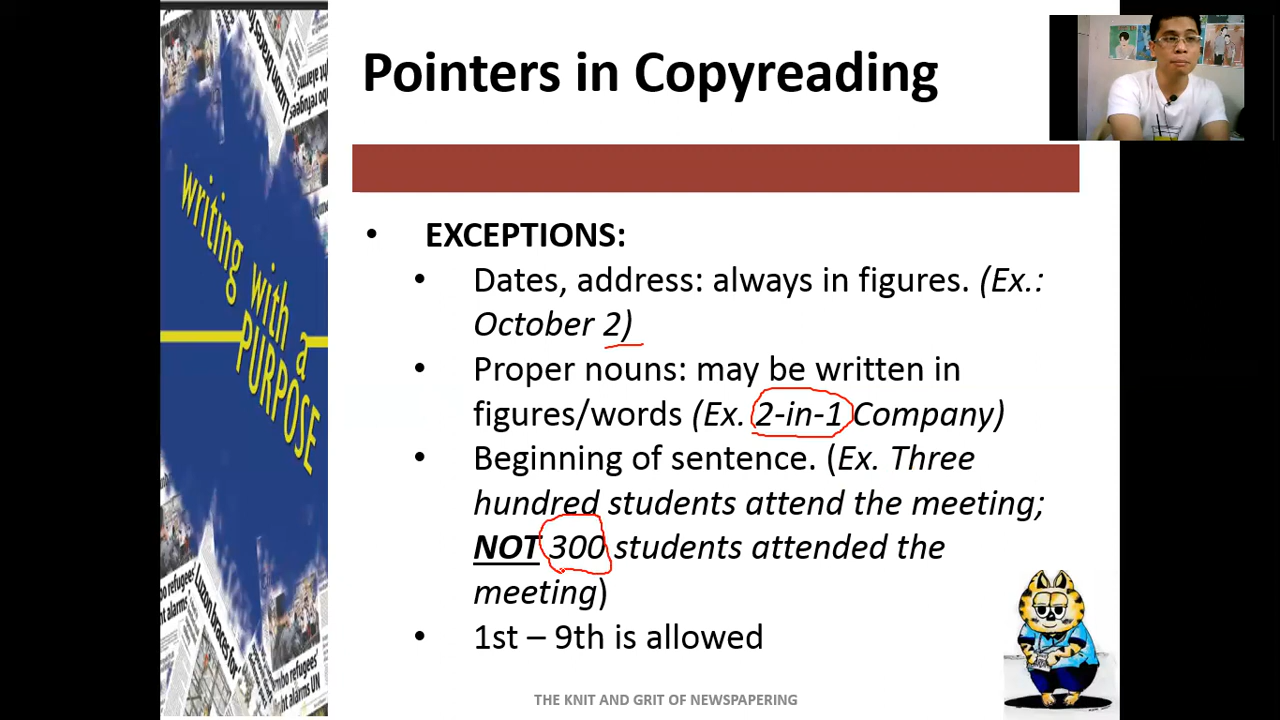 Pointers in Copyreading
writing with a
PURPOSE
• EXCEPTIONS:
• Dates, address: always in figures. (Ex.:
October 2)
• Proper nouns: may be written in
figures/words (Ex. 2-in-1 Company)
• Beginning of sentence. (Ex. Three
hundred students attend the meeting;
NOT 300 students attended the
meeting)
• 1st – 9th is allowed
THE KNIT AND GRIT OF NEWSPAPERING